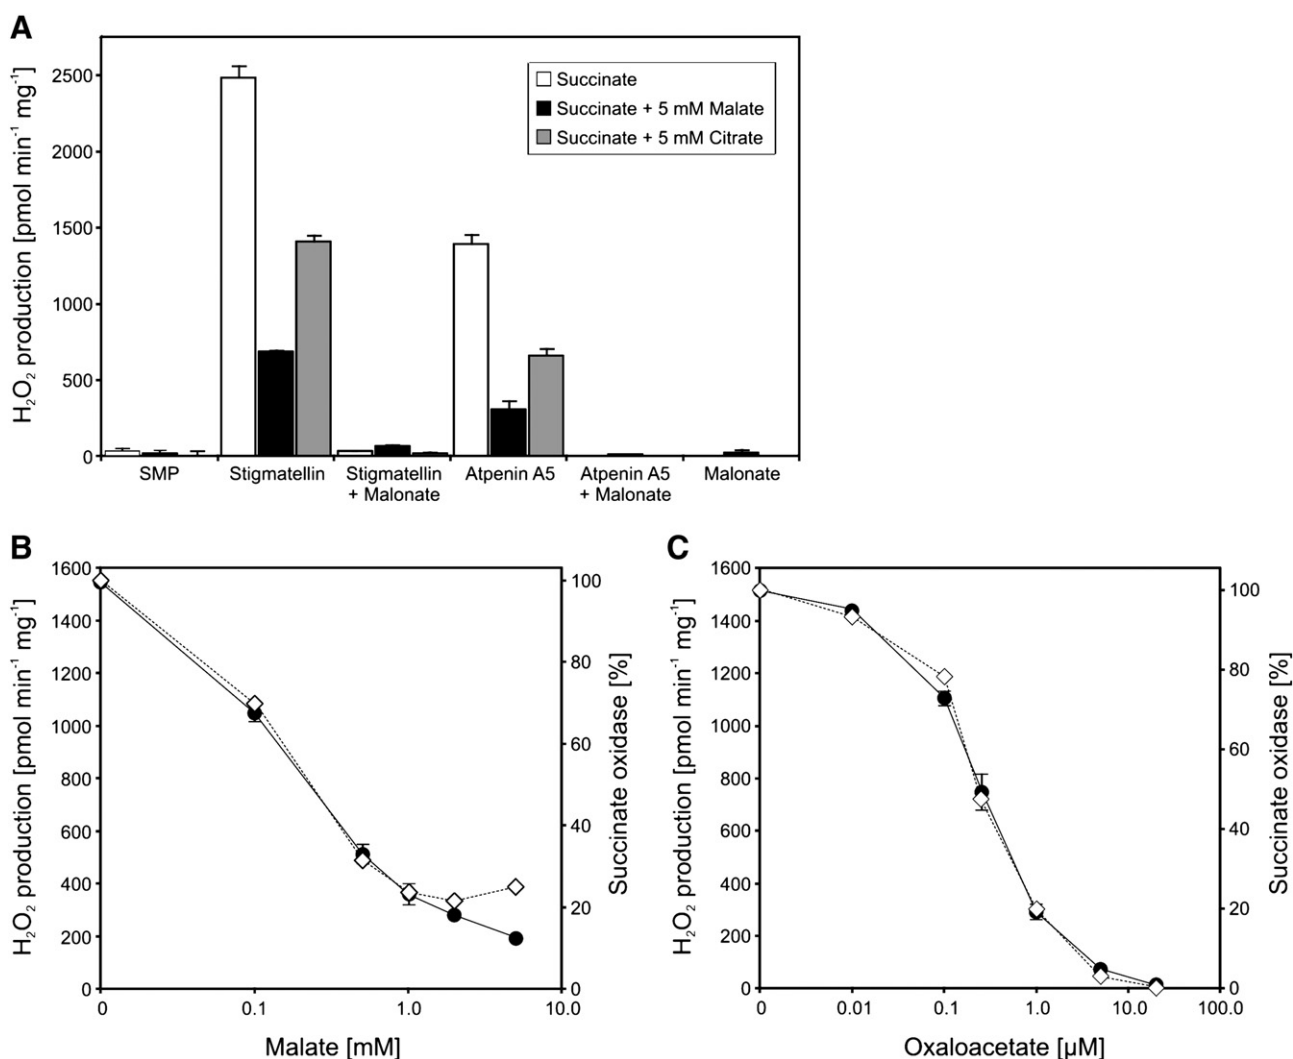 A
H₂O₂ production [pmol min⁻¹ mg⁻¹]
2500
2000
1500
1000
500
0
Succinate
Succinate + 5 mM Malate
Succinate + 5 mM Citrate
SMP
Stigmatellin
Stigmatellin
+ Malonate
Atpenin A5
Atpenin A5
+ Malonate
Malonate
B
H₂O₂ production [pmol min⁻¹ mg⁻¹]
1600
1400
1200
1000
800
600
400
200
0
100
80
60
40
20
0
Succinate oxidase [%]
0
0.1
1.0
10.0
Malate [mM]
C
H₂O₂ production [pmol min⁻¹ mg⁻¹]
1600
1400
1200
1000
800
600
400
200
0
100
80
60
40
20
0
Succinate oxidase [%]
0
0.01
0.1
1.0
10.0
100.0
Oxaloacetate [µM]